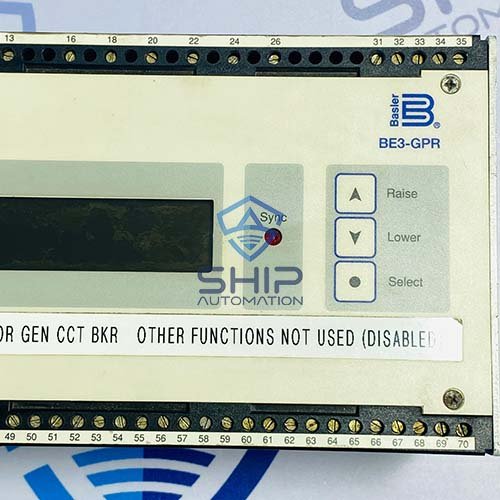 SHIP
AUTOMATION
13 16 18 20 22 24 26 31 32 33 34 35
Basler
B®
BE3-GPR
Raise
Sync
Lower
Select
SHIP
AUTOMATION
OR GEN CCT BKR OTHER FUNCTIONS NOT USED (DISABLED
49 50 51 52 53 54 55 56 57 58 59 60 61 62 63 64 65 66 67 68 69 70